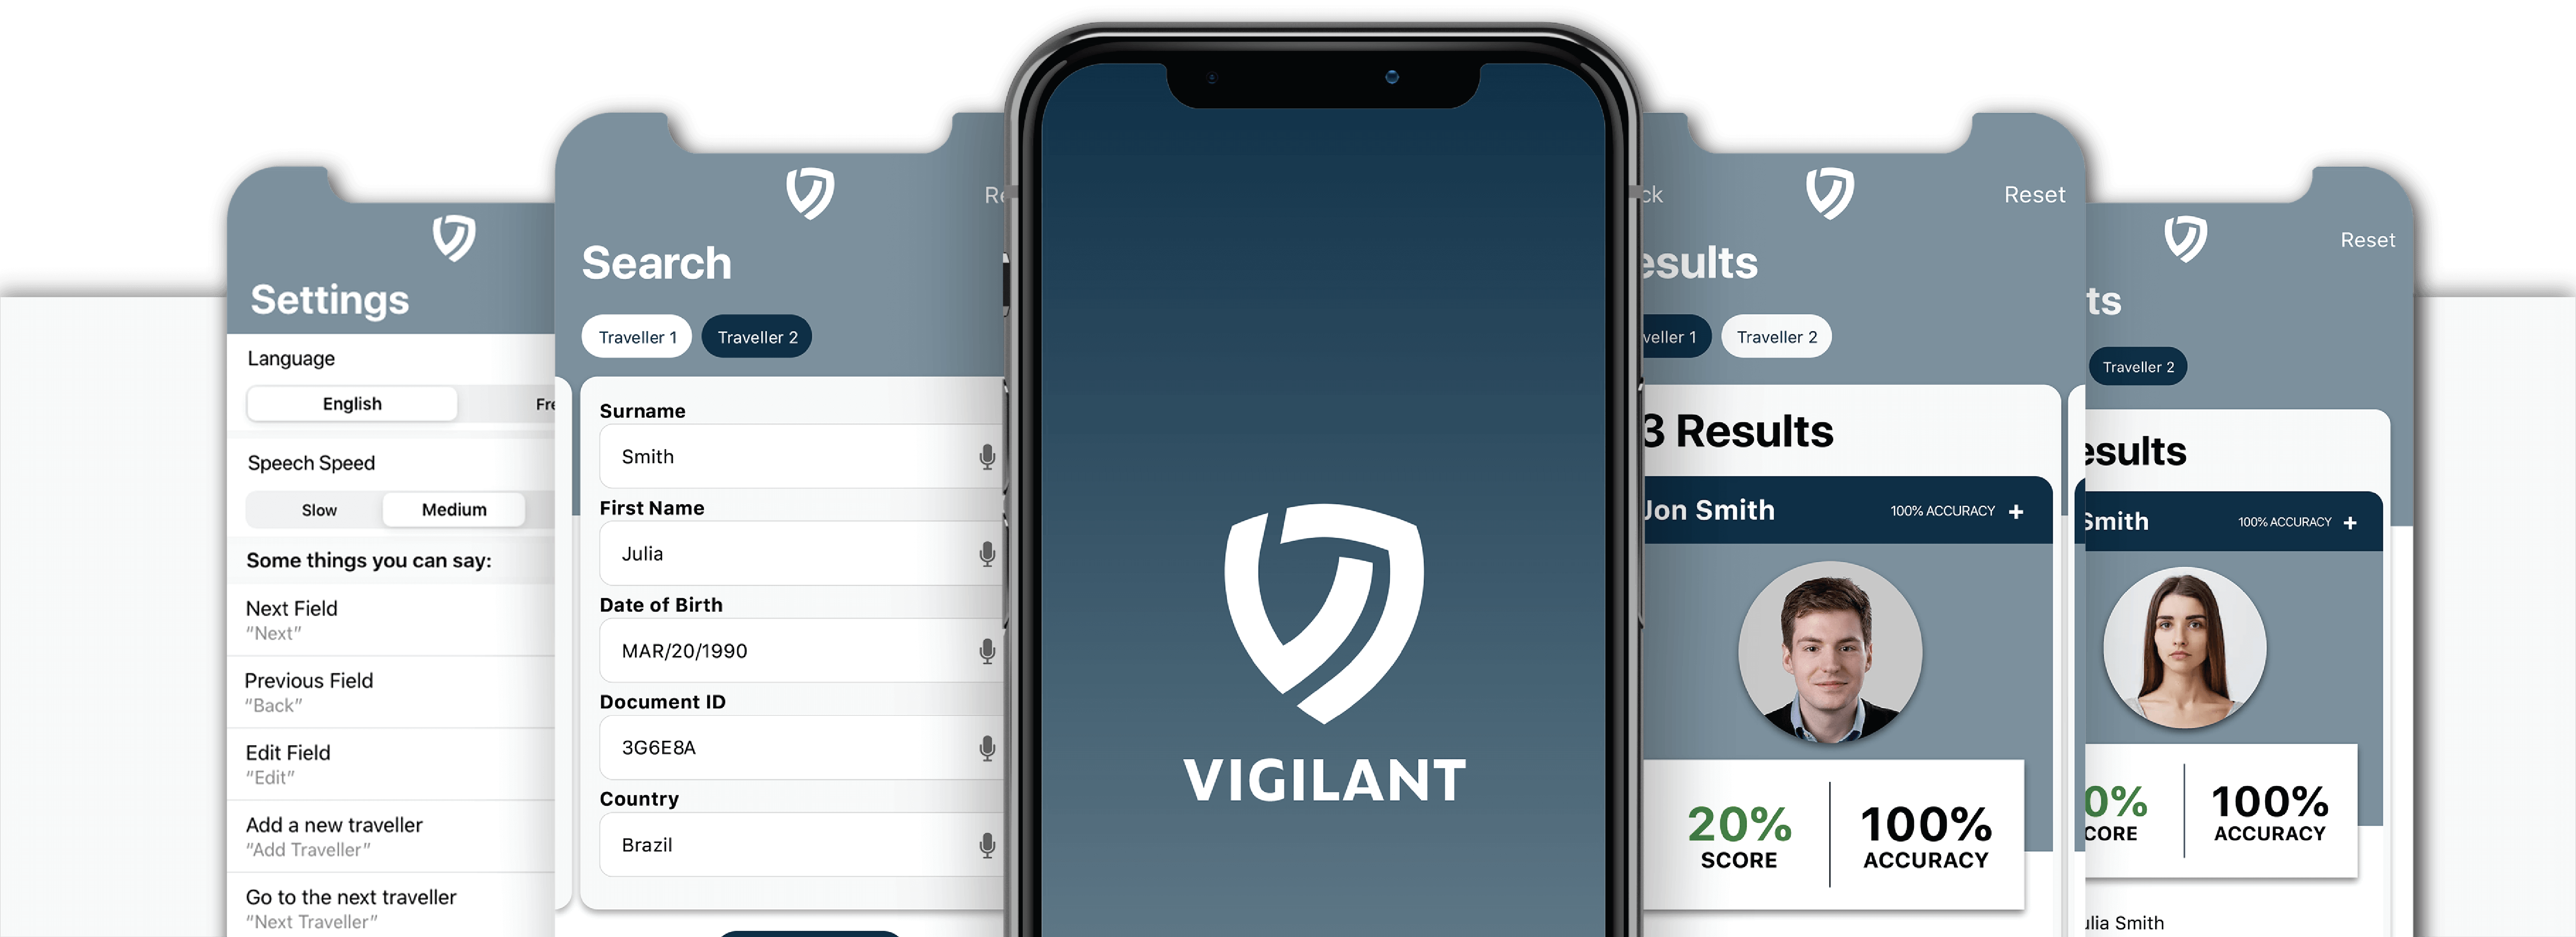 Settings
Language
English
Speech Speed
Slow Medium
Some things you can say:
Next Field
"Next"
Previous Field
"Back"
Edit Field
"Edit"
Add a new traveller
"Add Traveller"
Go to the next traveller
"Next Traveller"
Search
Traveller 1 Traveller 2
Surname
Smith
First Name
Julia
Date of Birth
MAR/20/1990
Document ID
3G6E8A
Country
Brazil
VIGILANT
ck Reset
esults
veller 1 Traveller 2
3 Results
Jon Smith 100% ACCURACY +
20% 100%
SCORE ACCURACY
Reset
ts
Traveller 2
esults
Smith 100% ACCURACY +
0% 100%
CORE ACCURACY
ulia Smith